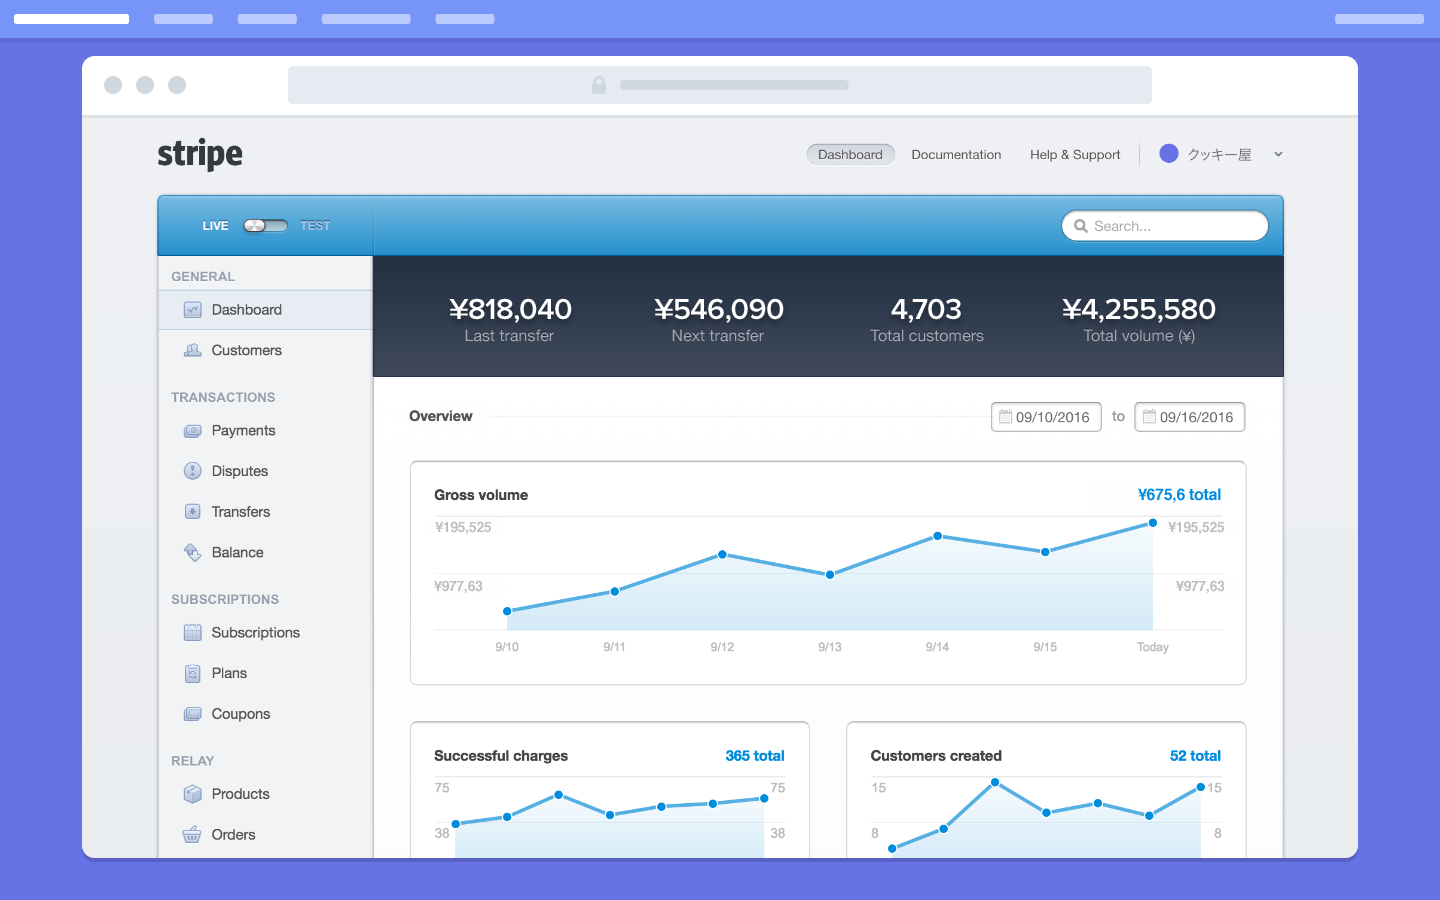 stripe
Dashboard Documentation Help & Support クッキー屋
LIVE TEST Search...
GENERAL
Dashboard
Customers
TRANSACTIONS
Payments
Disputes
Transfers
Balance
SUBSCRIPTIONS
Subscriptions
Plans
Coupons
RELAY
Products
Orders
¥818,040 ¥546,090 4,703 ¥4,255,580
Last transfer Next transfer Total customers Total volume (¥)
Overview 09/10/2016 to 09/16/2016
Gross volume ¥675,6 total
¥195,525 ¥195,525
¥977,63 ¥977,63
9/10 9/11 9/12 9/13 9/14 9/15 Today
Successful charges 365 total
75 75
38 38
Customers created 52 total
15 15
8 8